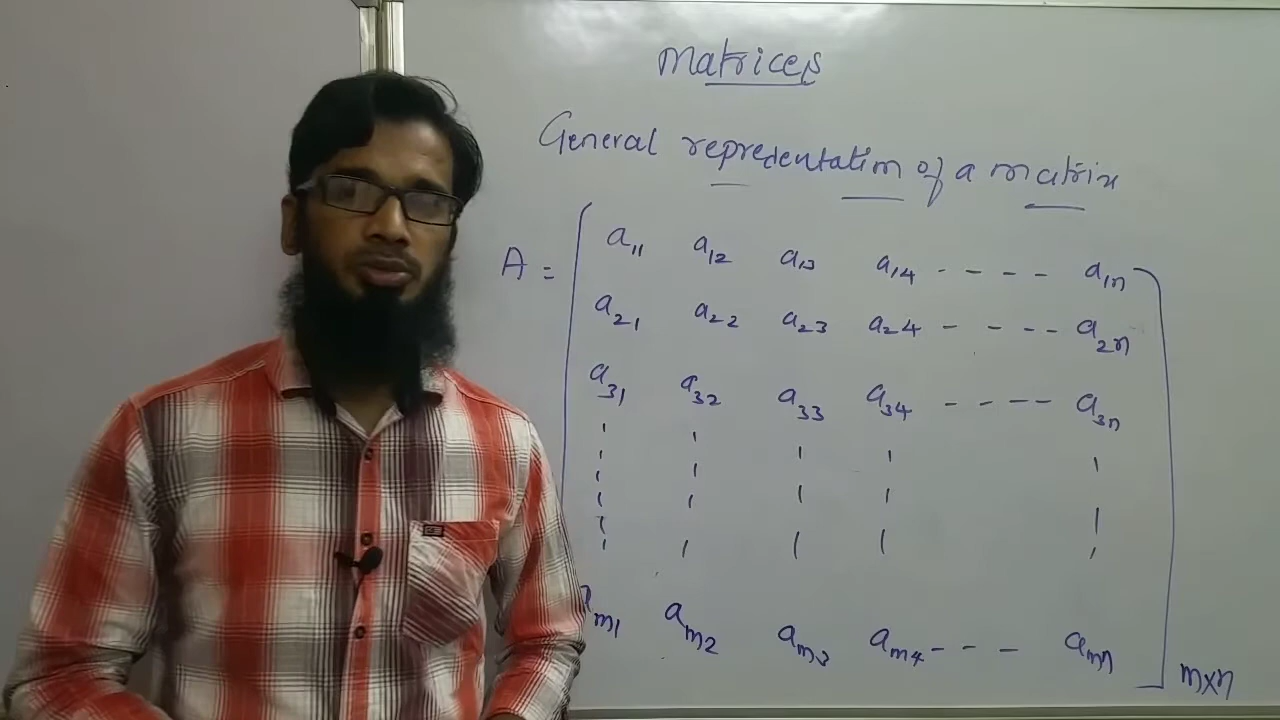 Matrices
General representation of a matrix
A = [ a11 a12 a13 a14 - - - - a1n
a21 a22 a23 a24 - - - - a2n
a31 a32 a33 a34 - - - - a3n
am1 am2 am3 am4 - - - amn ] m×n